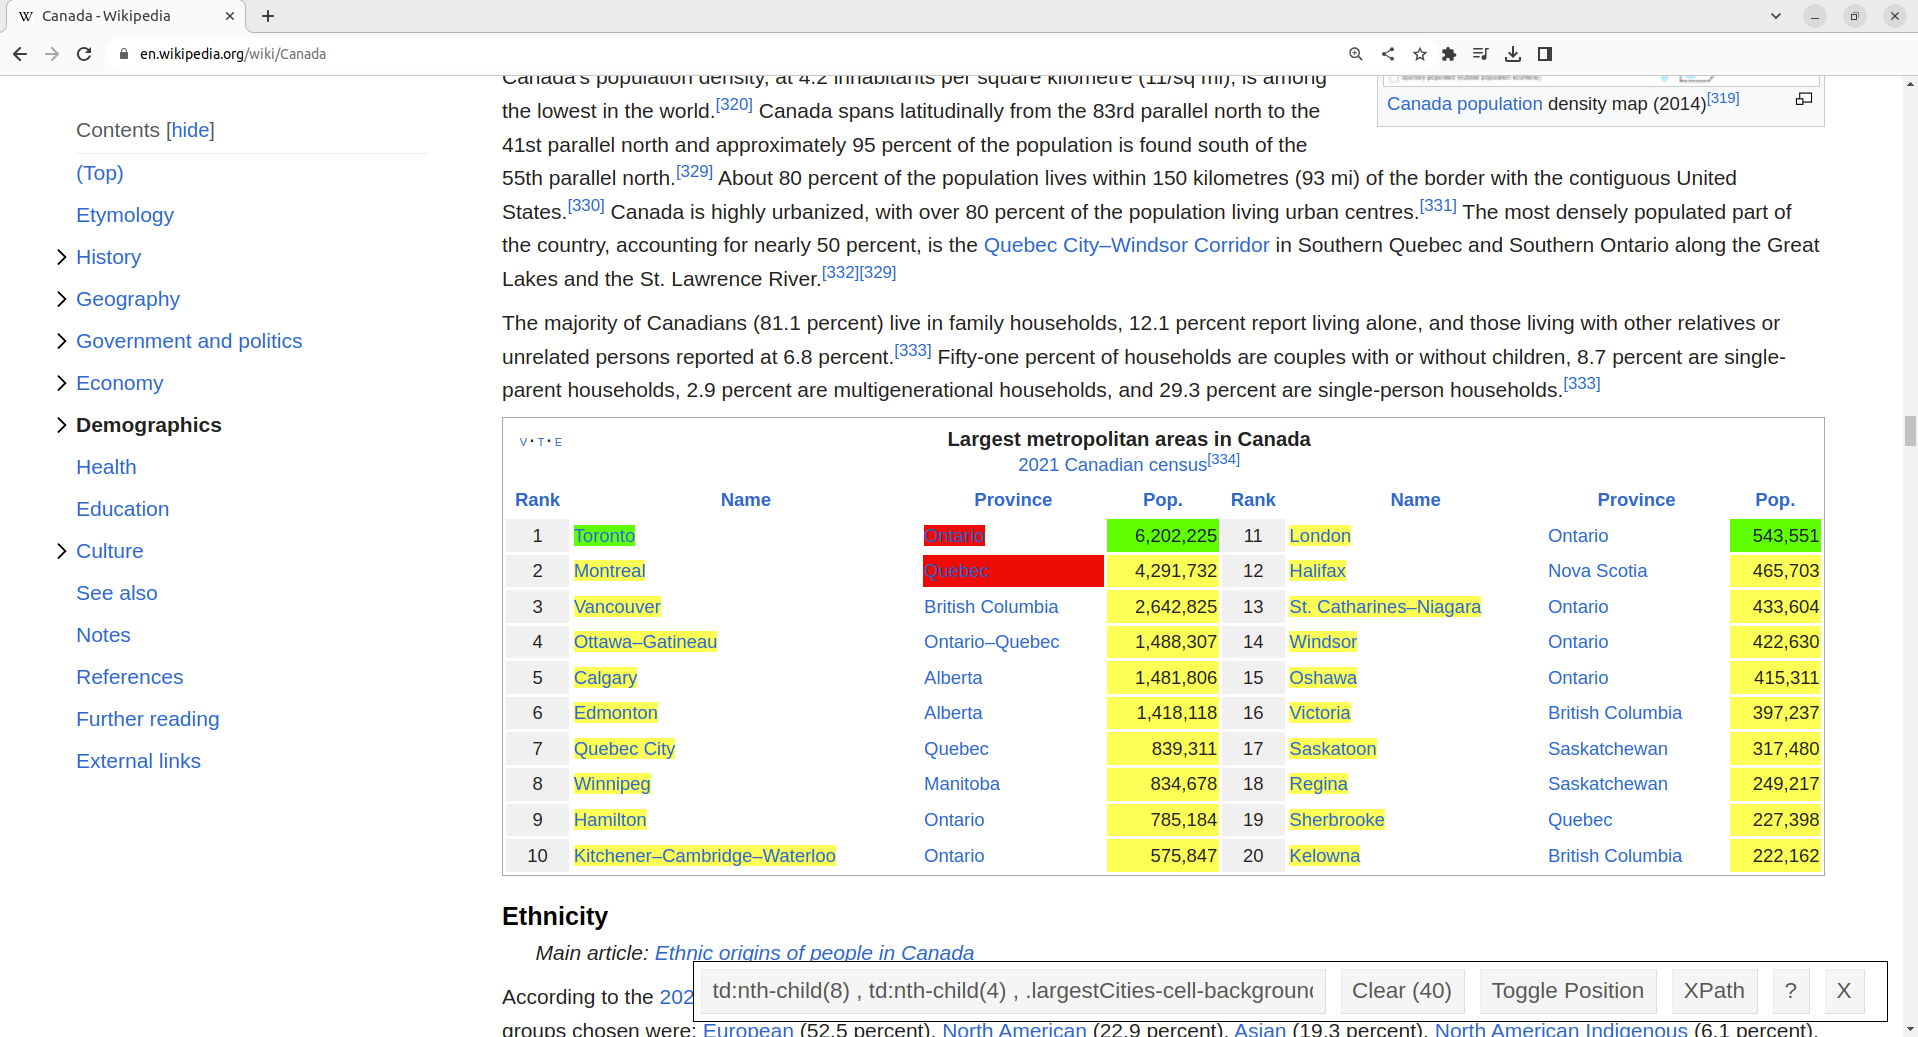 Canada - Wikipedia
en.wikipedia.org/wiki/Canada
Contents [hide]
(Top)
Etymology
History
Geography
Government and politics
Economy
Demographics
Health
Education
Culture
See also
Notes
References
Further reading
External links
Canada's population density, at 4.2 inhabitants per square kilometre (11/sq mi), is among
the lowest in the world.[320] Canada spans latitudinally from the 83rd parallel north to the
41st parallel north and approximately 95 percent of the population is found south of the
55th parallel north.[329] About 80 percent of the population lives within 150 kilometres (93 mi) of the border with the contiguous United
States.[330] Canada is highly urbanized, with over 80 percent of the population living urban centres.[331] The most densely populated part of
the country, accounting for nearly 50 percent, is the Quebec City–Windsor Corridor in Southern Quebec and Southern Ontario along the Great
Lakes and the St. Lawrence River.[332][329]
Canada population density map (2014)[319]
The majority of Canadians (81.1 percent) live in family households, 12.1 percent report living alone, and those living with other relatives or
unrelated persons reported at 6.8 percent.[333] Fifty-one percent of households are couples with or without children, 8.7 percent are single-
parent households, 2.9 percent are multigenerational households, and 29.3 percent are single-person households.[333]
V · T · E
Largest metropolitan areas in Canada
2021 Canadian census[334]
Rank Name Province Pop. Rank Name Province Pop.
1 Toronto Ontario 6,202,225 11 London Ontario 543,551
2 Montreal Quebec 4,291,732 12 Halifax Nova Scotia 465,703
3 Vancouver British Columbia 2,642,825 13 St. Catharines–Niagara Ontario 433,604
4 Ottawa–Gatineau Ontario–Quebec 1,488,307 14 Windsor Ontario 422,630
5 Calgary Alberta 1,481,806 15 Oshawa Ontario 415,311
6 Edmonton Alberta 1,418,118 16 Victoria British Columbia 397,237
7 Quebec City Quebec 839,311 17 Saskatoon Saskatchewan 317,480
8 Winnipeg Manitoba 834,678 18 Regina Saskatchewan 249,217
9 Hamilton Ontario 785,184 19 Sherbrooke Quebec 227,398
10 Kitchener–Cambridge–Waterloo Ontario 575,847 20 Kelowna British Columbia 222,162
Ethnicity
Main article: Ethnic origins of people in Canada
According to the 202
groups chosen were: European (52.5 percent), North American (22.9 percent), Asian (19.3 percent), North American Indigenous (6.1 percent),
td:nth-child(8) , td:nth-child(4) , .largestCities-cell-background
Clear (40)
Toggle Position
XPath
?
X